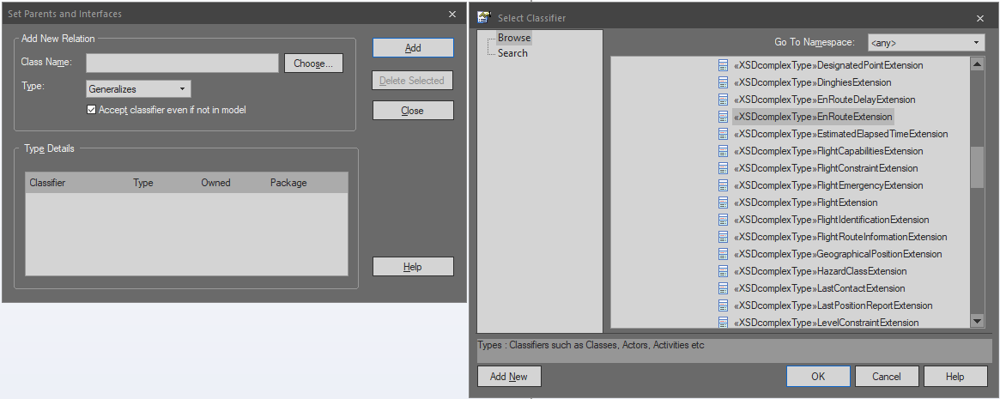 Set Parents and Interfaces
Add New Relation
Class Name:
Choose...
Type:
Generalizes
Accept classifier even if not in model
Add
Delete Selected
Close
Type Details
Classifier Type Owned Package
Help
Select Classifier
Browse
Search
Go To Namespace: <any>
«XSDcomplexType»DesignatedPointExtension
«XSDcomplexType»DinghiesExtension
«XSDcomplexType»EnRouteDelayExtension
«XSDcomplexType»EnRouteExtension
«XSDcomplexType»EstimatedElapsedTimeExtension
«XSDcomplexType»FlightCapabilitiesExtension
«XSDcomplexType»FlightConstraintExtension
«XSDcomplexType»FlightEmergencyExtension
«XSDcomplexType»FlightExtension
«XSDcomplexType»FlightIdentificationExtension
«XSDcomplexType»FlightRouteInformationExtension
«XSDcomplexType»GeographicalPositionExtension
«XSDcomplexType»HazardClassExtension
«XSDcomplexType»LastContactExtension
«XSDcomplexType»LastPositionReportExtension
«XSDcomplexType»LevelConstraintExtension
Types : Classifiers such as Classes, Actors, Activities etc
Add New
OK
Cancel
Help